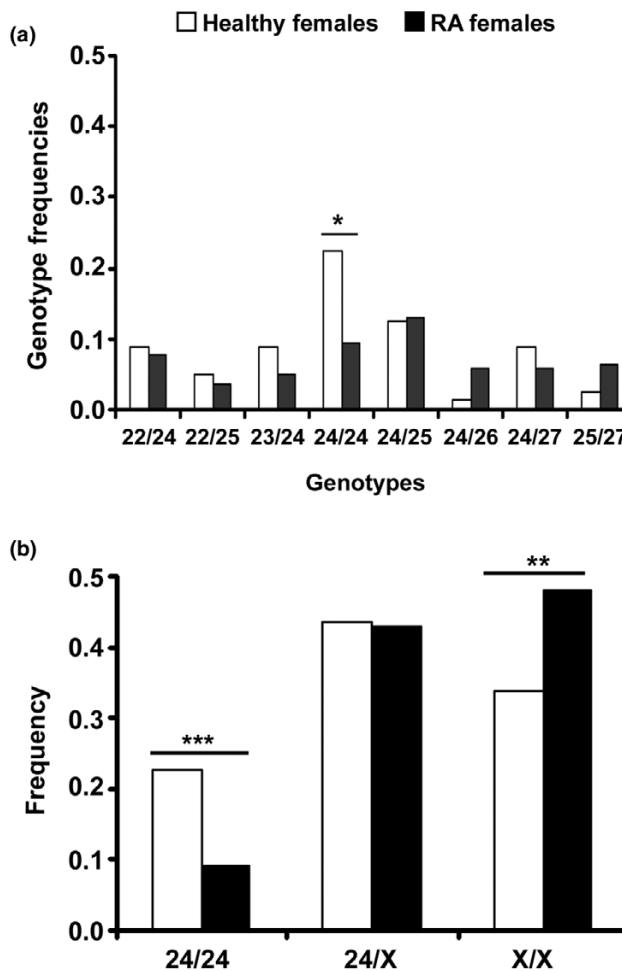 (a)
Healthy females RA females
0.5
0.4
0.3
0.2
0.1
0.0
Genotype frequencies
*
22/24 22/25 23/24 24/24 24/25 24/26 24/27 25/27
Genotypes
(b)
0.5
0.4
0.3
0.2
0.1
0.0
Frequency
***
**
24/24 24/X X/X